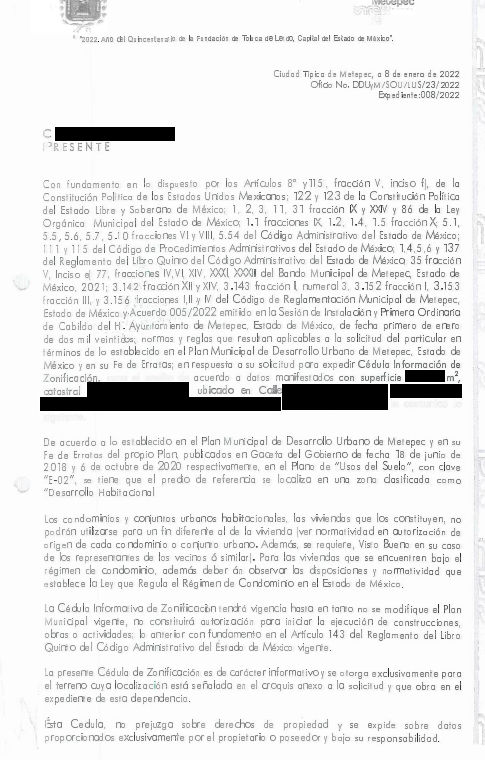 Metepec
"2022. Año del Quincentenario de la Fundación de Toluca de Lerdo, Capital del Estado de México".
Ciudad Típica de Metepec, a 8 de enero de 2022
Oficio No. DDUyM/SOU/LUS/23/2022
Expediente:008/2022
C
PRESENTE
Con fundamento en lo dispuesto por los Artículos 8° y115, fracción V, inciso f), de la
Constitución Política de los Estados Unidos Mexicanos; 122 y 123 de la Constitución Política
del Estado Libre y Soberano de México; 1, 2, 3, 11, 31 fracción IX y XXIV y 86 de la Ley
Orgánica Municipal del Estado de México; 1.1 fracciones IX, 1.2, 1.4, 1.5 fracción X; 5.1,
5.5, 5.6, 5.7, 5.10 fracciones VI y VIII, 5.54 del Código Administrativo del Estado de México;
111 y 115 del Código de Procedimientos Administrativos del Estado de México; 1,4,5,6 y 137
del Reglamento del Libro Quinto del Código Administrativo del Estado de México; 35 fracción
V, Inciso e) 77, fracciones IV,VI, XIV, XXXI, XXXIII del Bando Municipal de Metepec, Estado de
México, 2021; 3.142 fracción XII y XIV, 3.143 fracción I, numeral 3, 3.152 fracción I, 3.153
fracción III, y 3.156 fracciones I,II y IV del Código de Reglamentación Municipal de Metepec,
Estado de México y Acuerdo 005/2022 emitido en la Sesión de Instalación y Primera Ordinaria
de Cabildo del H. Ayuntamiento de Metepec, Estado de México, de fecha primero de enero
de dos mil veintidós; normas y reglas que resultan aplicables a la solicitud del particular en
términos de lo establecido en el Plan Municipal de Desarrollo Urbano de Metepec, Estado de
México y en su Fe de Erratas; en respuesta a su solicitud para expedir Cédula Informativa de
Zonificación, acuerdo a datos manifestados con superficie m²,
catastral ubicado en Calle
De acuerdo a lo establecido en el Plan Municipal de Desarrollo Urbano de Metepec y en su
Fe de Erratas del propio Plan, publicados en Gaceta del Gobierno de fecha 18 de junio de
2018 y 6 de octubre de 2020 respectivamente, en el Plano de "Usos del Suelo", con clave
"E-02", se tiene que el predio de referencia se localiza en una zona clasificada como
"Desarrollo Habitacional
Los condominios y conjuntos urbanos habitacionales, las viviendas que los constituyen, no
podrán utilizarse para un fin diferente al de la vivienda (ver normatividad en autorización de
origen de cada condominio o conjunto urbano. Además, se requiere, Visto Bueno en su caso
de los representantes de los vecinos ó similar). Para las viviendas que se encuentren bajo el
régimen de condominio, además deberán observar las disposiciones y normatividad que
establece la Ley que Regula el Régimen de Condominio en el Estado de México.
La Cédula Informativa de Zonificación tendrá vigencia hasta en tanto no se modifique el Plan
Municipal vigente, no constituirá autorización para iniciar la ejecución de construcciones,
obras o actividades; lo anterior con fundamento en el Artículo 143 del Reglamento del Libro
Quinto del Código Administrativo del Estado de México vigente.
La presente Cédula de Zonificación es de carácter informativo y se otorga exclusivamente para
el terreno cuya localización está señalada en el croquis anexo a la solicitud y que obra en el
expediente de esta dependencia.
Ésta Cedula, no prejuzga sobre derechos de propiedad y se expide sobre datos
proporcionados exclusivamente por el propietario o poseedor y bajo su responsabilidad.